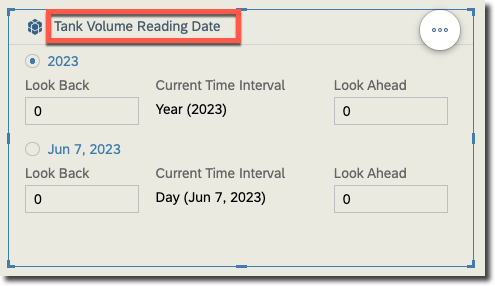 Tank Volume Reading Date
2023
Look Back Current Time Interval Look Ahead
0 Year (2023) 0
Jun 7, 2023
Look Back Current Time Interval Look Ahead
0 Day (Jun 7, 2023) 0